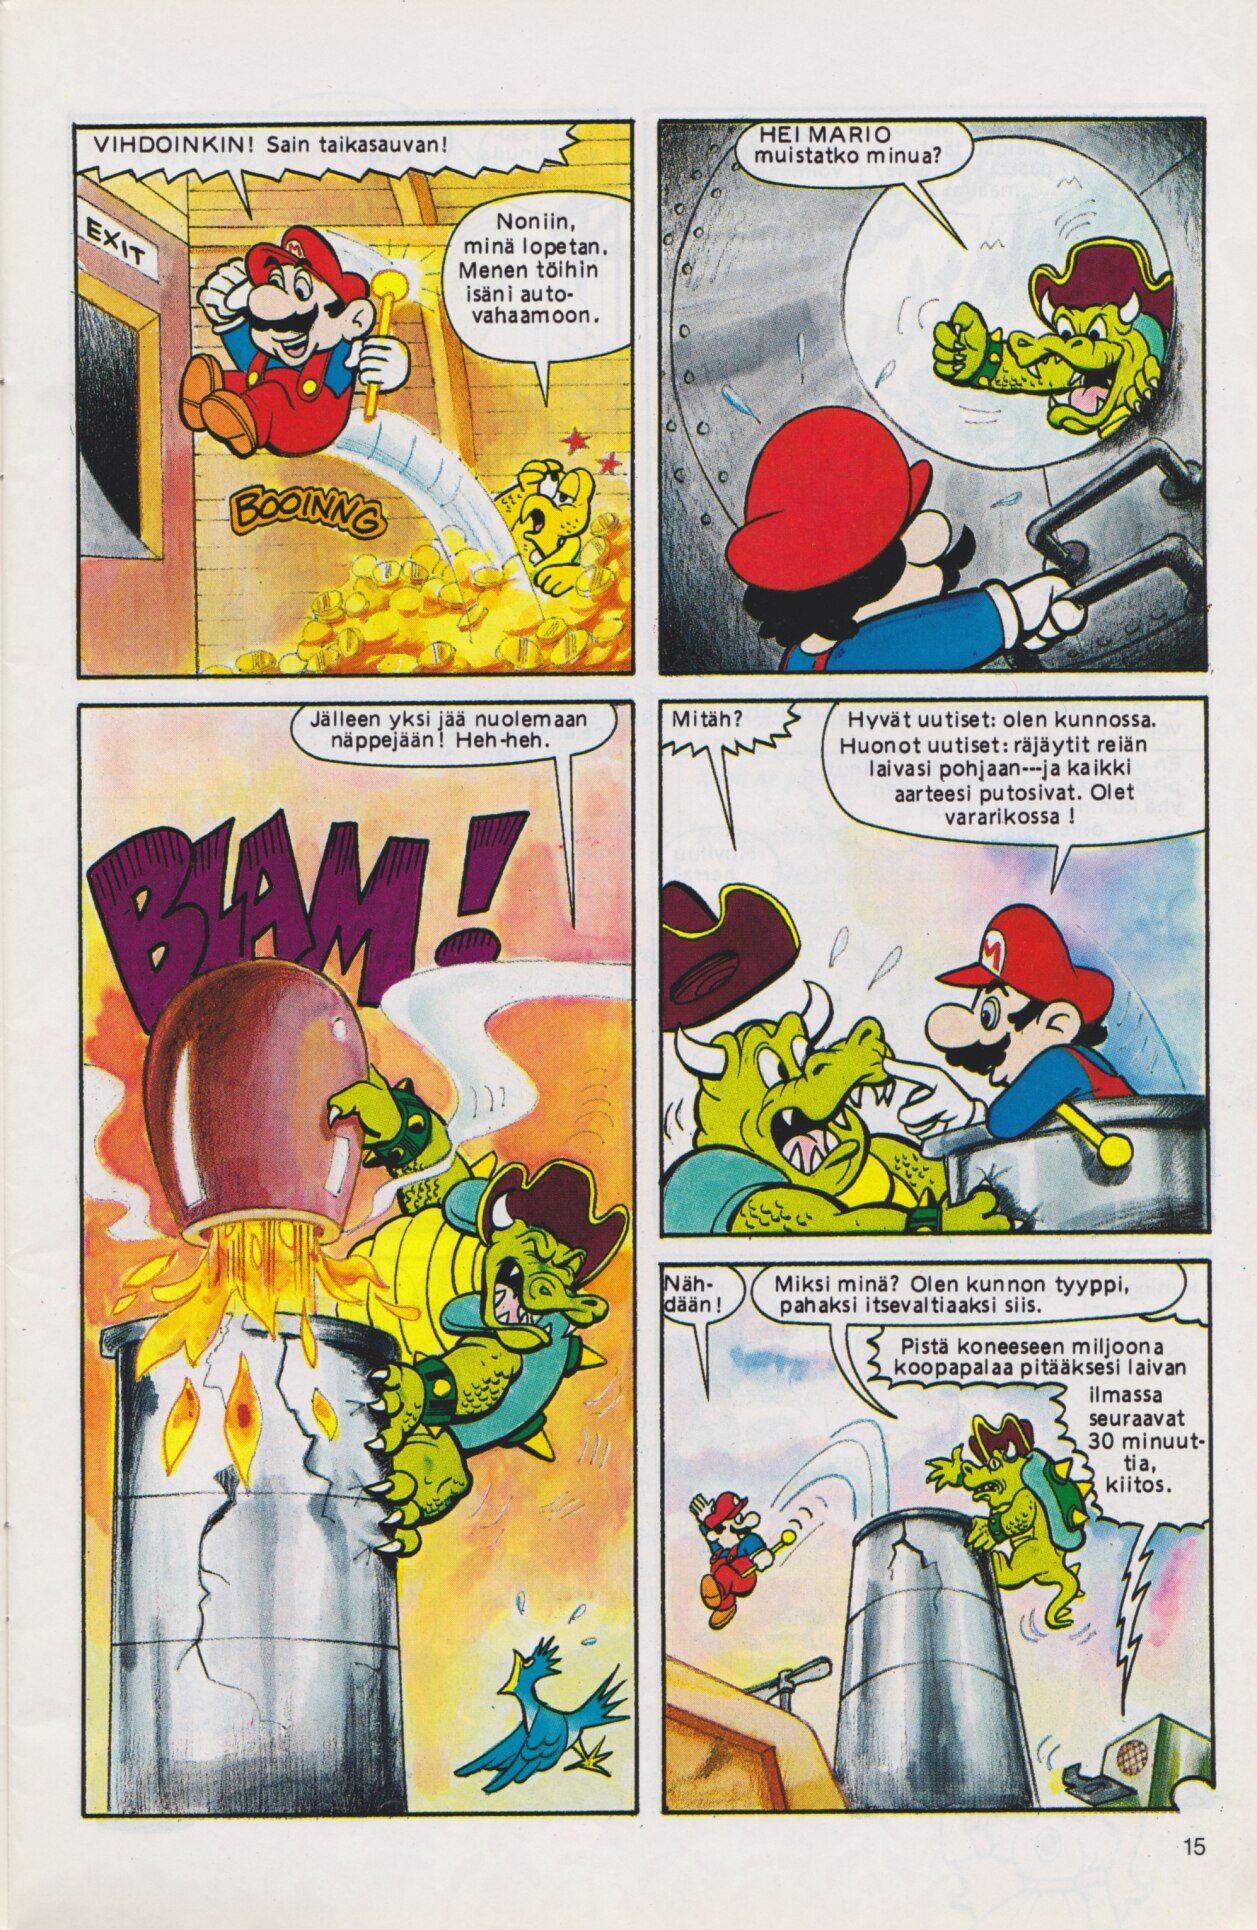 VIHDOINKIN! Sain taikasauvan!
EXIT
M
Noniin,
minä lopetan.
Menen töihin
isäni auto-
vahaamoon.
BOOINNG
HEI MARIO
muistatko minua?
Jälleen yksi jää nuolemaan
näppejään! Heh-heh.
BLAM!
Mitäh?
Hyvät uutiset: olen kunnossa.
Huonot uutiset: räjäytit reiän
laivasi pohjaan---ja kaikki
aarteesi putosivat. Olet
vararikossa!
M
Näh-
dään!
Miksi minä? Olen kunnon tyyppi,
pahaksi itsevaltiaaksi siis.
Pistä koneeseen miljoona
koopapalaa pitääksesi laivan
ilmassa
seuraavat
30 minuut-
tia,
kiitos.
15